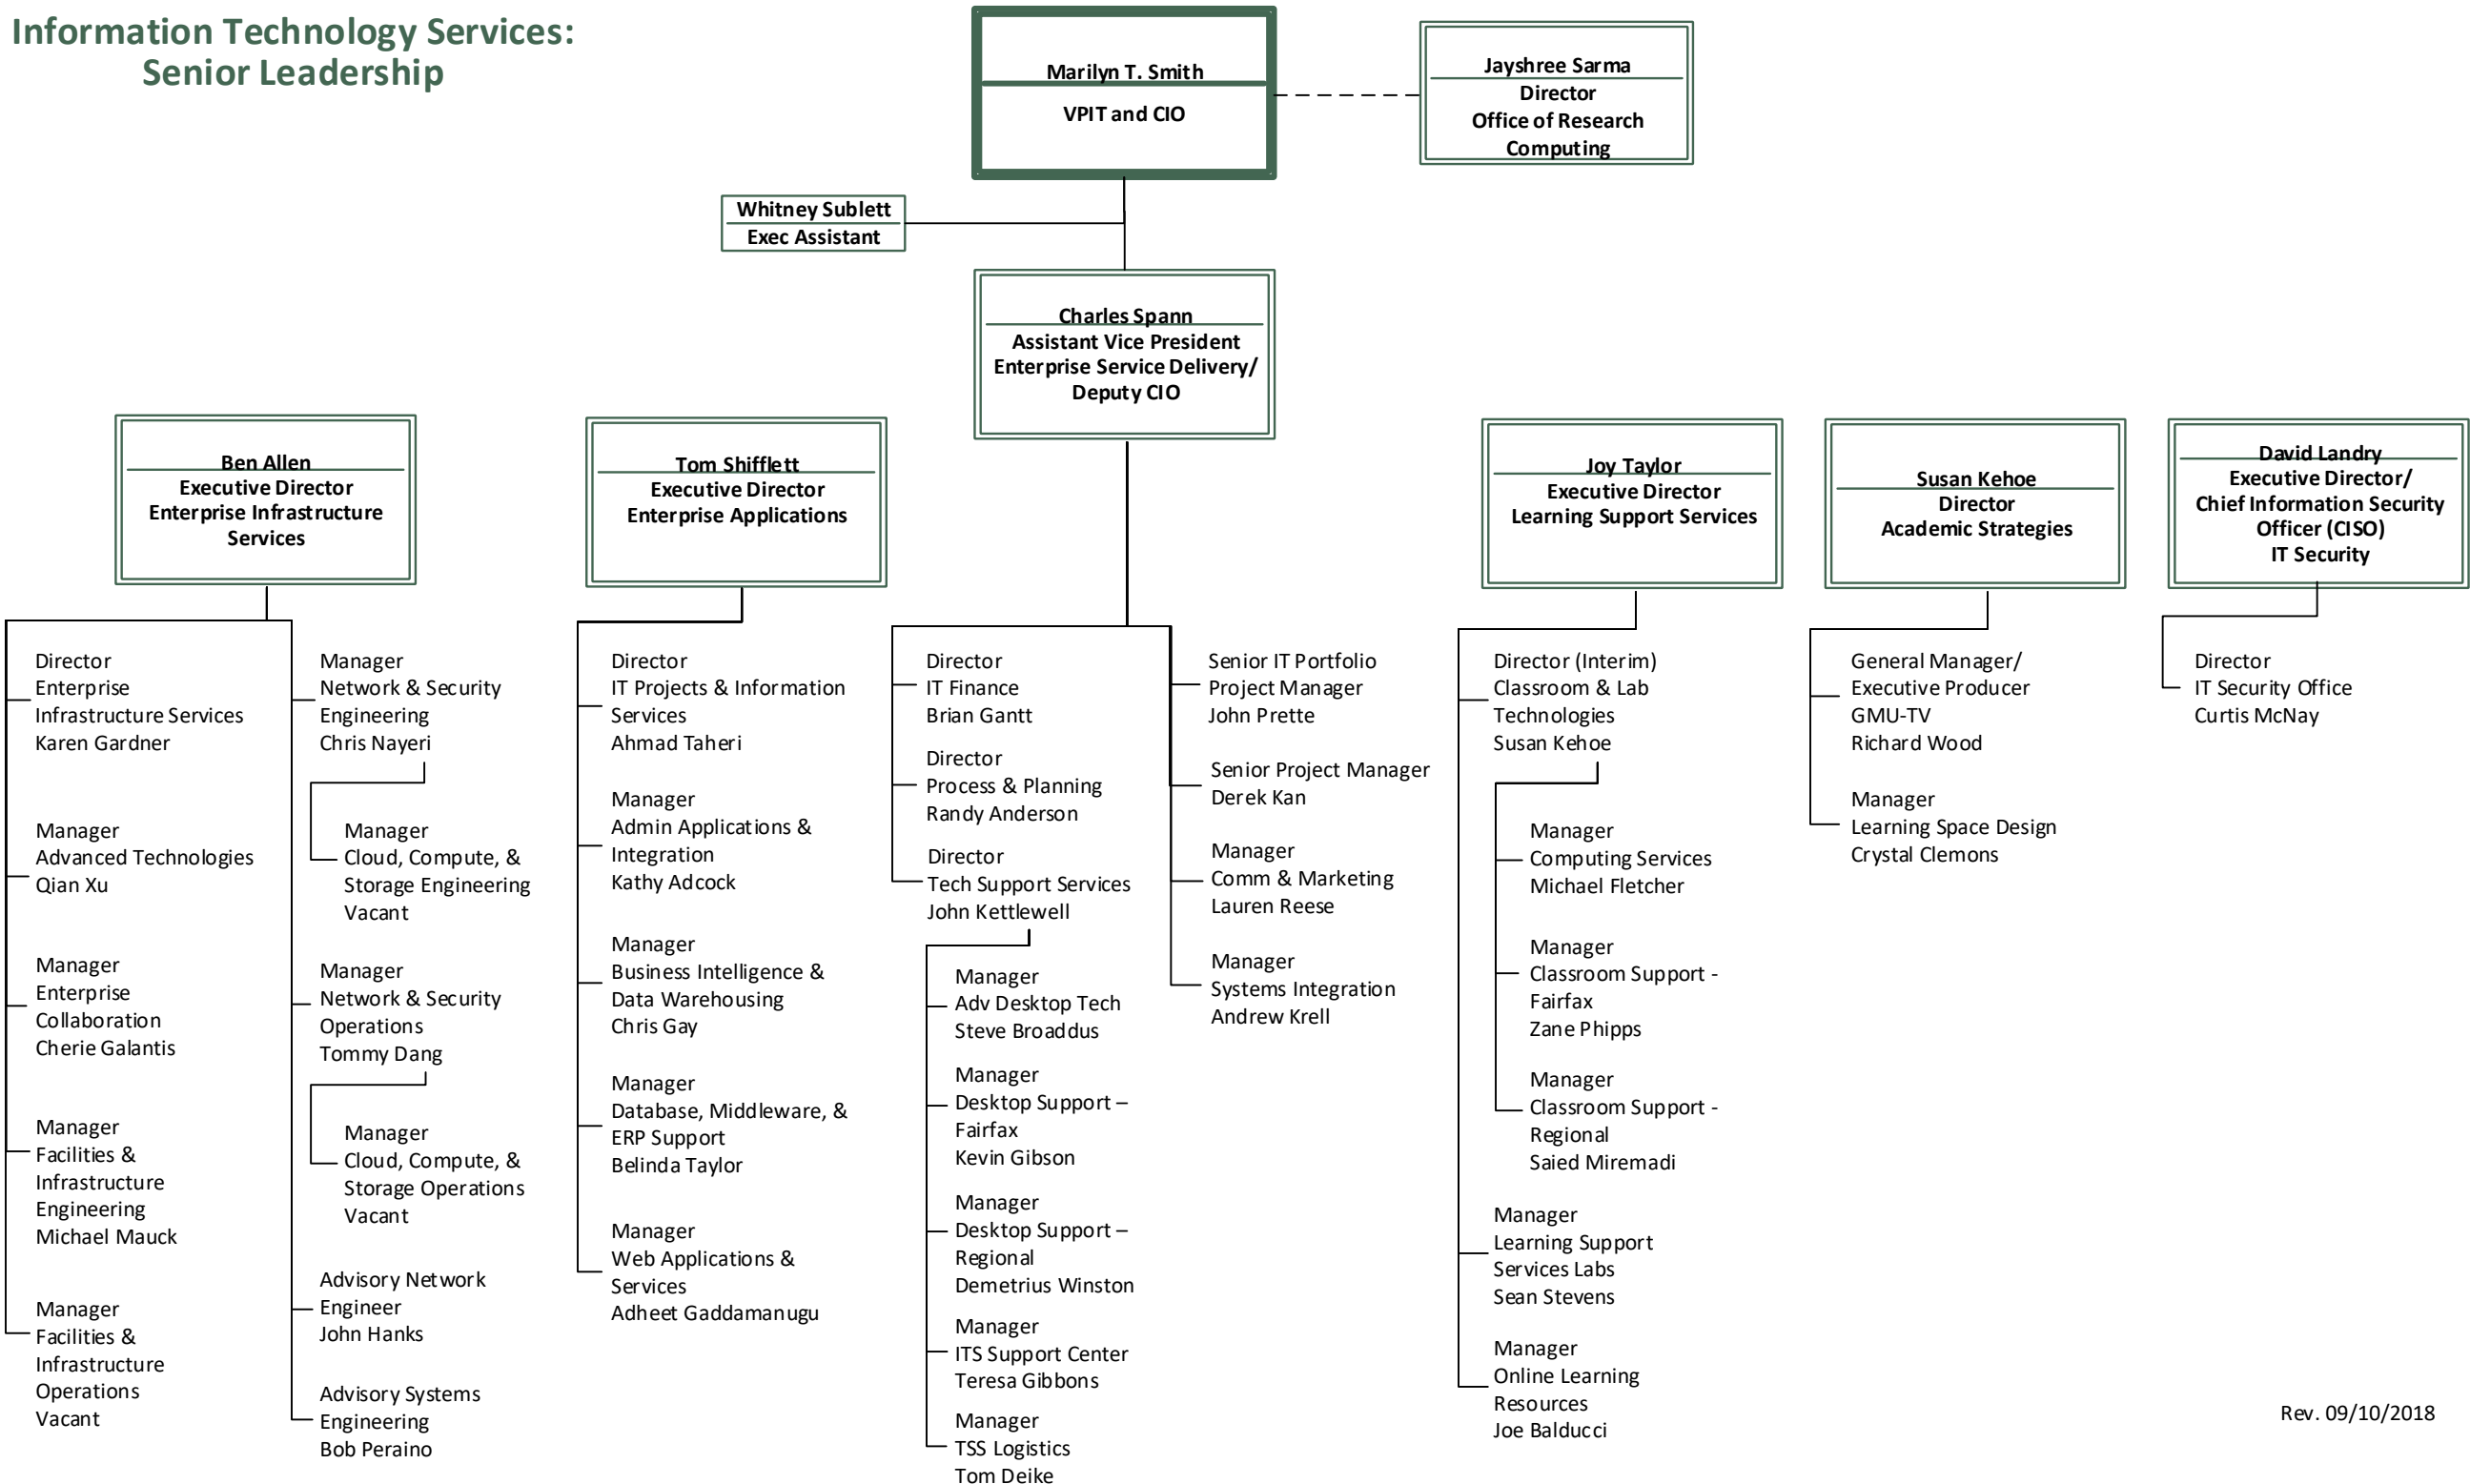 Information Technology Services:
Senior Leadership
Marilyn T. Smith
VPIT and CIO
Jayshree Sarma
Director
Office of Research
Computing
Whitney Sublett
Exec Assistant
Charles Spann
Assistant Vice President
Enterprise Service Delivery/
Deputy CIO
Ben Allen
Executive Director
Enterprise Infrastructure
Services
Tom Shifflett
Executive Director
Enterprise Applications
Joy Taylor
Executive Director
Learning Support Services
Susan Kehoe
Director
Academic Strategies
David Landry
Executive Director/
Chief Information Security
Officer (CISO)
IT Security
Director
Enterprise
Infrastructure Services
Karen Gardner
Manager
Advanced Technologies
Qian Xu
Manager
Enterprise
Collaboration
Cherie Galantis
Manager
Facilities &
Infrastructure
Engineering
Michael Mauck
Manager
Facilities &
Infrastructure
Operations
Vacant
Manager
Network & Security
Engineering
Chris Nayeri
Manager
Cloud, Compute, &
Storage Engineering
Vacant
Manager
Network & Security
Operations
Tommy Dang
Manager
Cloud, Compute, &
Storage Operations
Vacant
Advisory Network
Engineer
John Hanks
Advisory Systems
Engineering
Bob Peraino
Director
IT Projects & Information
Services
Ahmad Taheri
Manager
Admin Applications &
Integration
Kathy Adcock
Manager
Business Intelligence &
Data Warehousing
Chris Gay
Manager
Database, Middleware, &
ERP Support
Belinda Taylor
Manager
Web Applications &
Services
Adheet Gaddamanugu
Director
IT Finance
Brian Gantt
Director
Process & Planning
Randy Anderson
Director
Tech Support Services
John Kettlewell
Manager
Adv Desktop Tech
Steve Broaddus
Manager
Desktop Support –
Fairfax
Kevin Gibson
Manager
Desktop Support –
Regional
Demetrius Winston
Manager
ITS Support Center
Teresa Gibbons
Manager
TSS Logistics
Tom Deike
Senior IT Portfolio
Project Manager
John Prette
Senior Project Manager
Derek Kan
Manager
Comm & Marketing
Lauren Reese
Manager
Systems Integration
Andrew Krell
Director (Interim)
Classroom & Lab
Technologies
Susan Kehoe
Manager
Computing Services
Michael Fletcher
Manager
Classroom Support -
Fairfax
Zane Phipps
Manager
Classroom Support -
Regional
Saied Miremadi
Manager
Learning Support
Services Labs
Sean Stevens
Manager
Online Learning
Resources
Joe Balducci
General Manager/
Executive Producer
GMU-TV
Richard Wood
Manager
Learning Space Design
Crystal Clemons
Director
IT Security Office
Curtis McNay
Rev. 09/10/2018